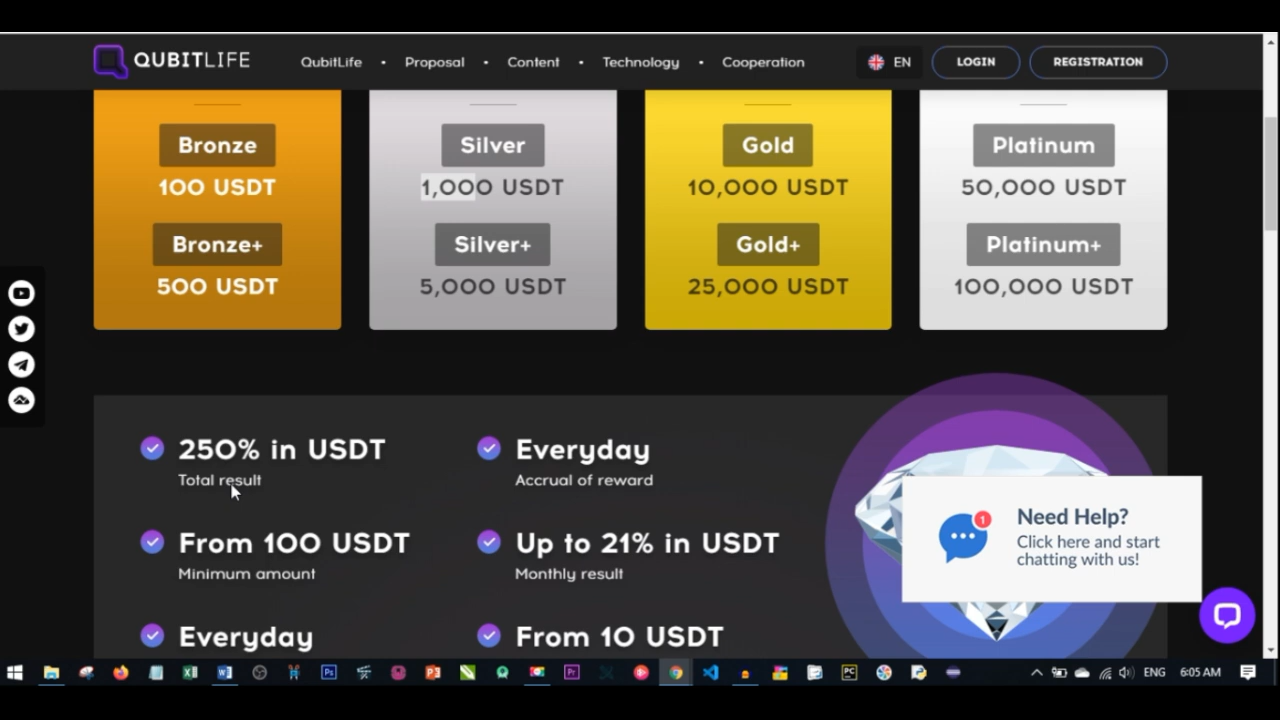 QUBITLIFE
QubitLife • Proposal • Content • Technology • Cooperation
EN
LOGIN
REGISTRATION
Bronze
100 USDT
Bronze+
500 USDT
Silver
1,000 USDT
Silver+
5,000 USDT
Gold
10,000 USDT
Gold+
25,000 USDT
Platinum
50,000 USDT
Platinum+
100,000 USDT
250% in USDT
Total result
Everyday
Accrual of reward
From 100 USDT
Minimum amount
Up to 21% in USDT
Monthly result
Everyday
From 10 USDT
1
Need Help?
Click here and start
chatting with us!
ENG
6:05 AM